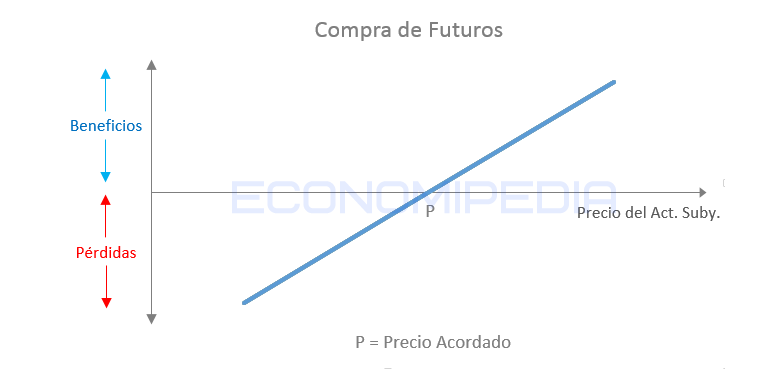 Compra de Futuros
Beneficios
ECONOMIPEDIA
P
Precio del Act. Suby.
Pérdidas
P = Precio Acordado